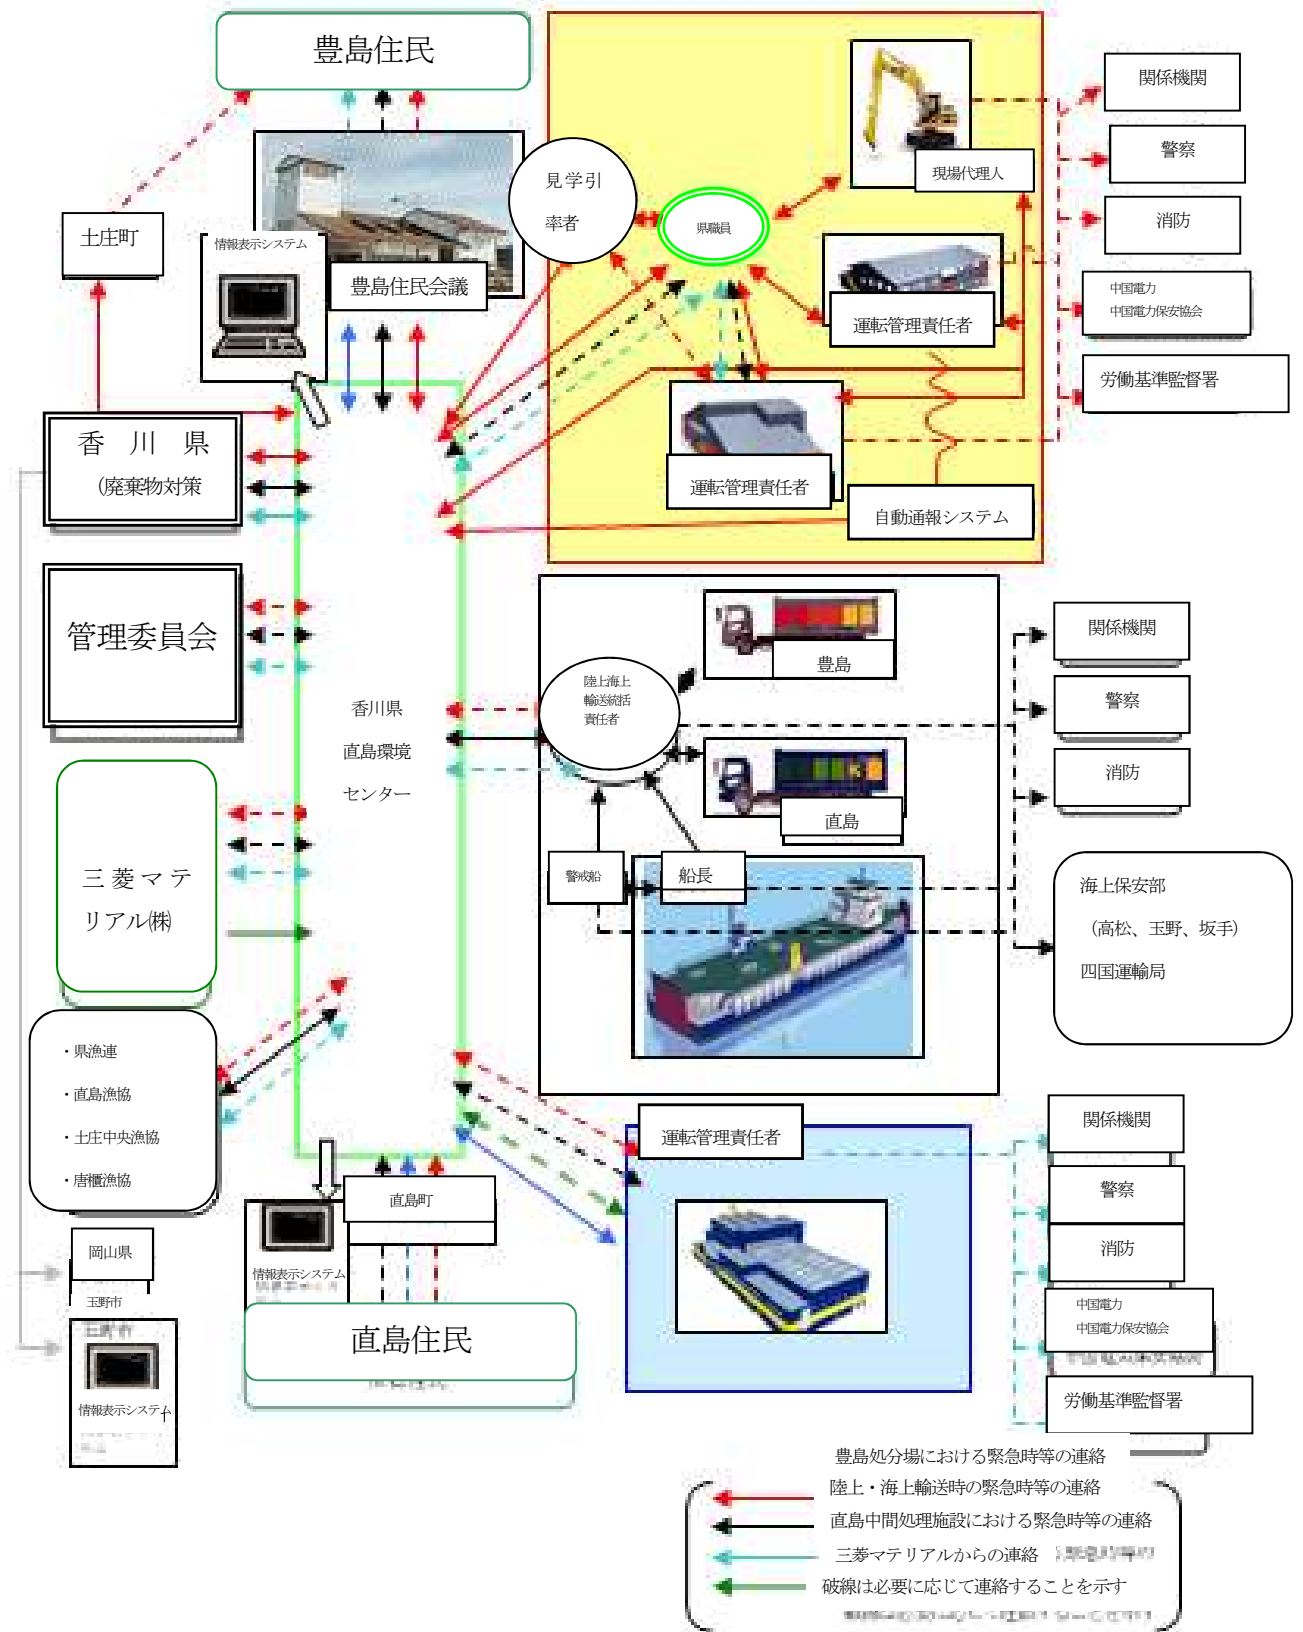 豊島住民
関係機関
警察
現場代理人
見学引
率者
消防
土庄町
県職員
情報表示システム
豊島住民会議
中国電力
中国電力保安協会
運転管理責任者
労働基準監督署
香 川 県
(廃棄物対策
運転管理責任者
自動通報システム
管理委員会
関係機関
豊島
陸上海上
輸送統括
責任者
警察
香川県
直島環境
センター
消防
直島
三 菱 マ テ
リアル㈱
警戒船
船長
海上保安部
(高松、玉野、坂手)
四国運輸局
・県漁連
・直島漁協
・土庄中央漁協
・唐櫃漁協
関係機関
運転管理責任者
警察
直島町
岡山県
消防
情報表示システム
玉野市
玉野市
中国電力
中国電力保安協会
直島住民
労働基準監督署
情報表示システム
豊島処分場における緊急時等の連絡
陸上・海上輸送時の緊急時等の連絡
直島中間処理施設における緊急時等の連絡
三菱マテリアルからの連絡
破線は必要に応じて連絡することを示す